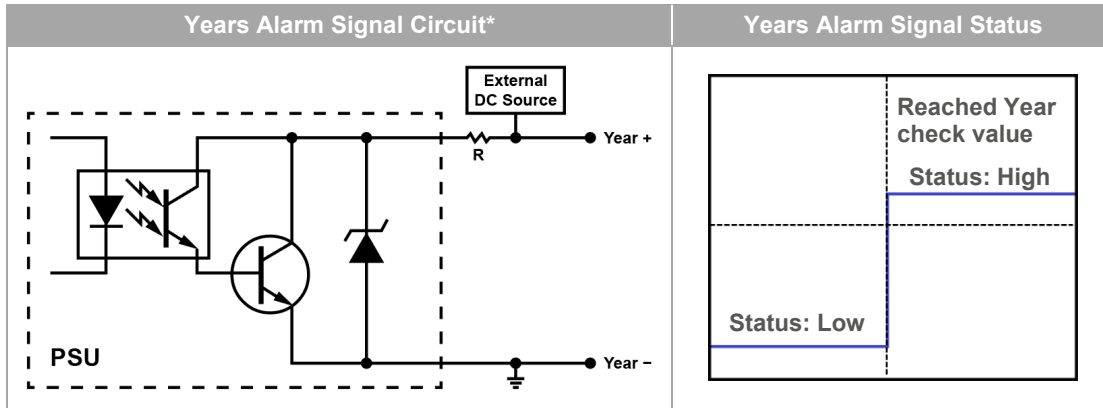 Years Alarm Signal Circuit*
Years Alarm Signal Status
External
DC Source
Year +
R
PSU
Year −
Reached Year
check value
Status: High
Status: Low